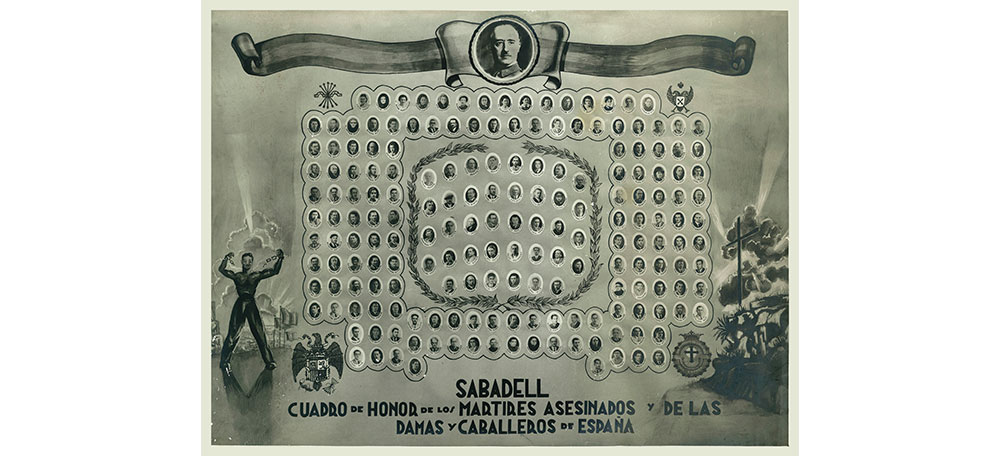 SABADELL
CUADRO DE HONOR DE LOS MARTIRES ASESINADOS Y DE LAS
DAMAS Y CABALLEROS DE ESPAÑA